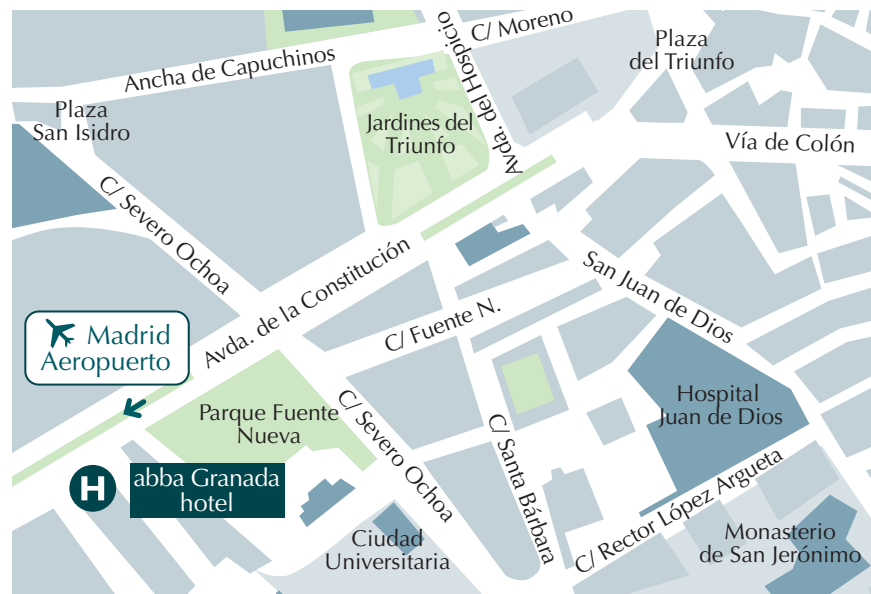 C/ Moreno
Ancha de Capuchinos
Avda. del Hospicio
Plaza
del Triunfo
Plaza
San Isidro
Jardines del
Triunfo
Vía de Colón
C/ Severo Ochoa
Avda. de la Constitución
San Juan de Dios
Madrid
Aeropuerto
C/ Fuente N.
Parque Fuente
Nueva
C/ Severo Ochoa
Hospital
Juan de Dios
C/ Santa Bárbara
H
abba Granada
hotel
C/ Rector López Argueta
Ciudad
Universitaria
Monasterio
de San Jerónimo